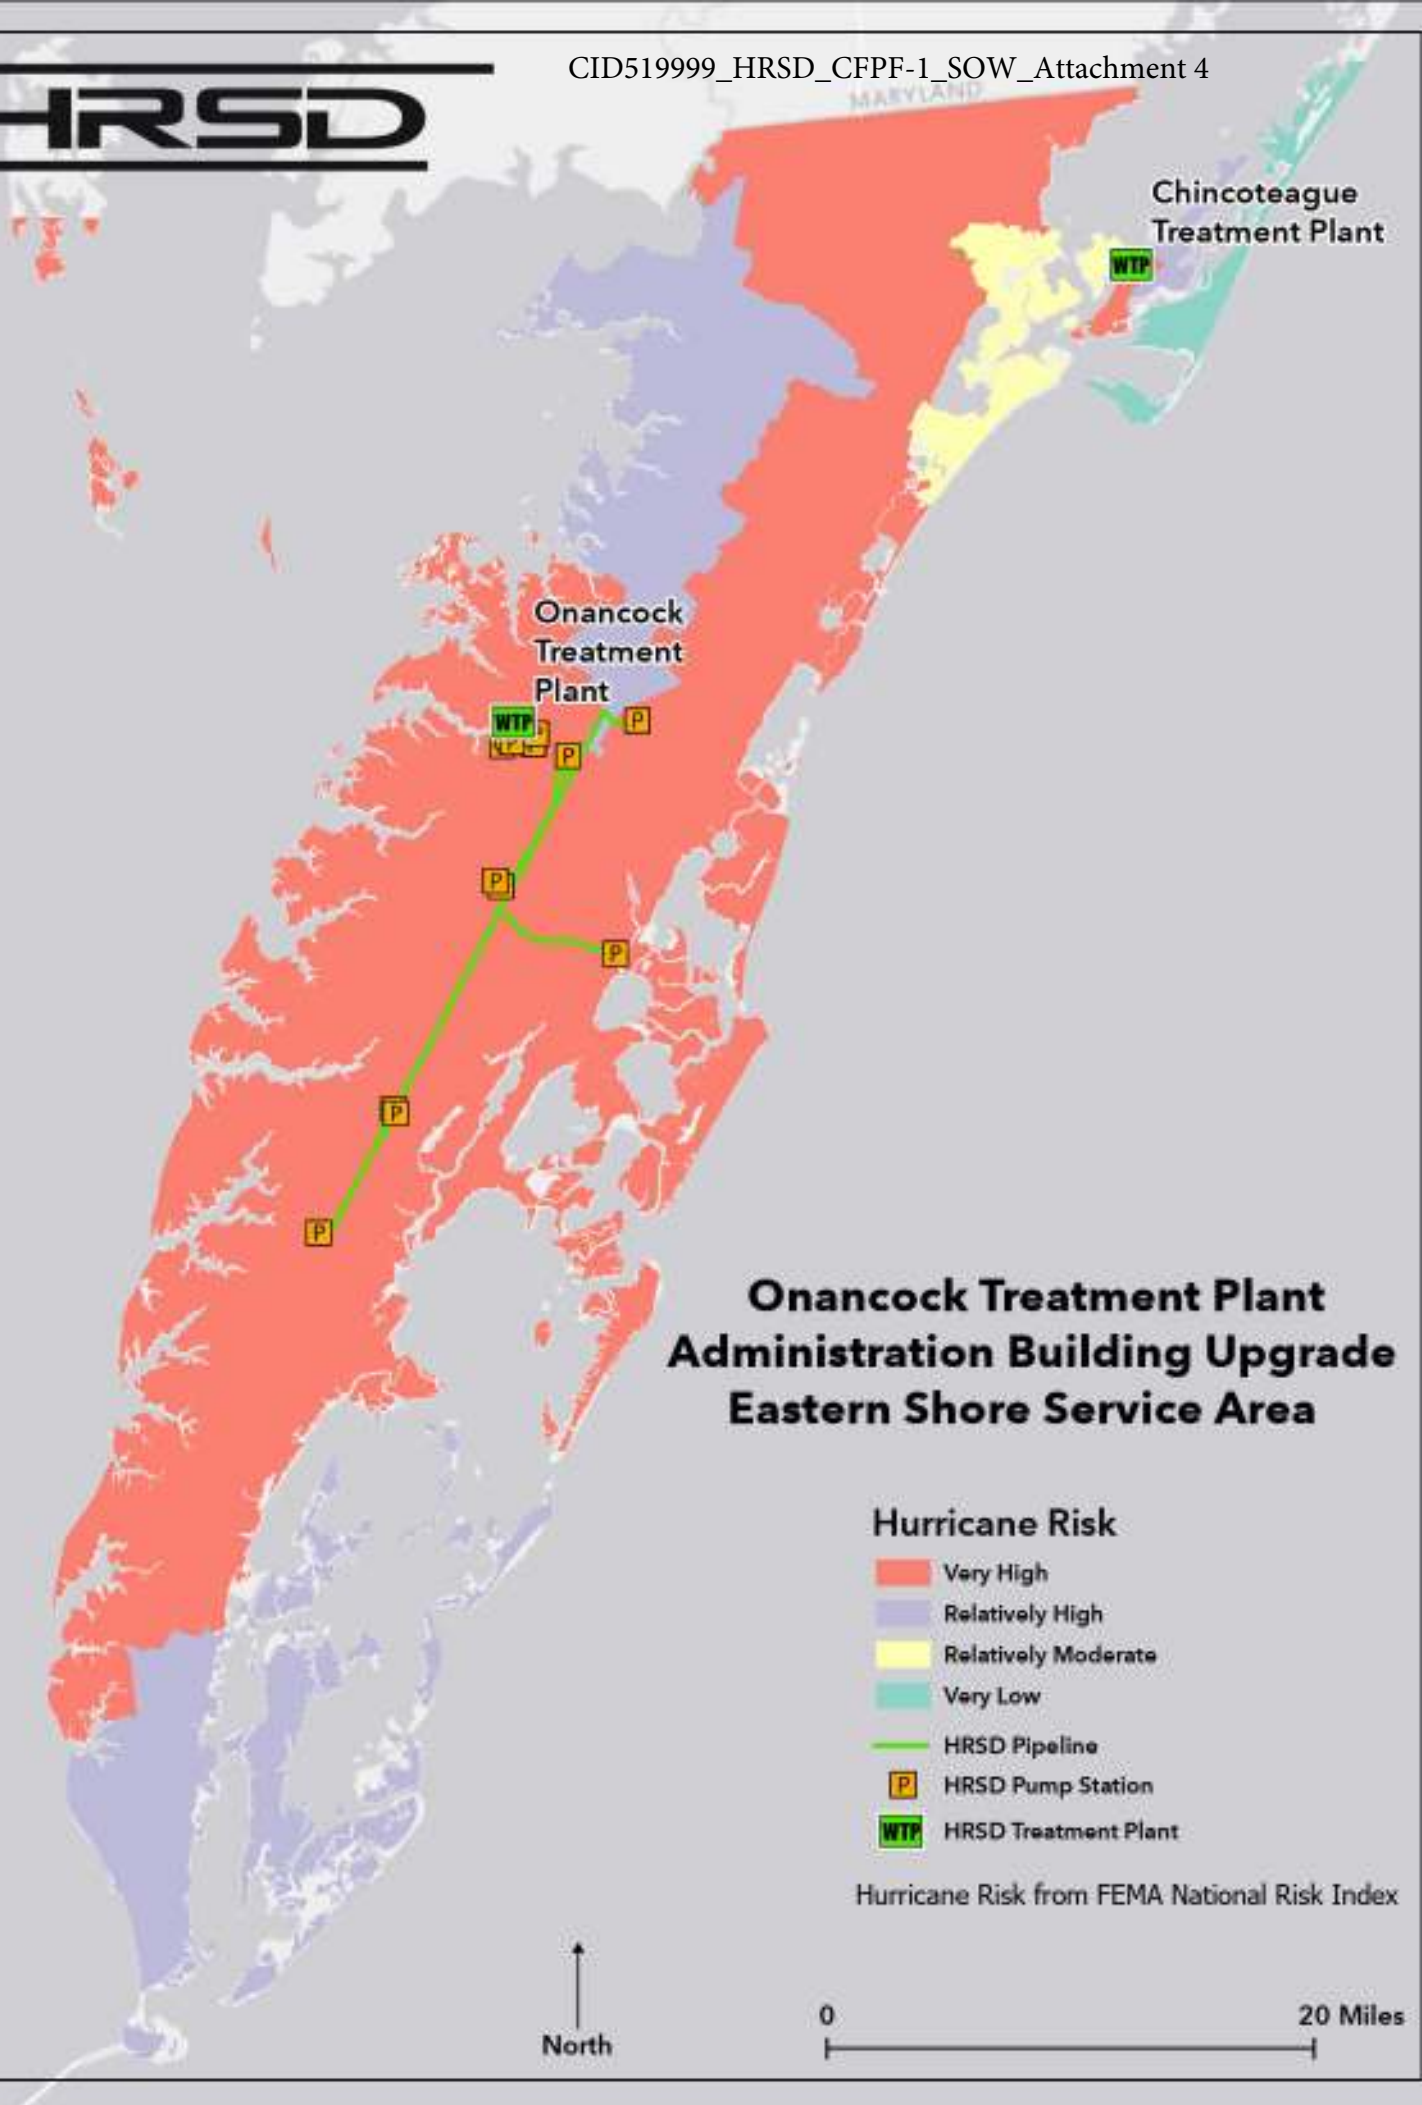 CID519999_HRSD_CFPF-1_SOW_Attachment 4
HRSD
MARYLAND
Chincoteague
Treatment Plant
WTP
Onancock
Treatment
Plant
WTP
P
P
P
P
P
P
P
P
Onancock Treatment Plant
Administration Building Upgrade
Eastern Shore Service Area
Hurricane Risk
Very High
Relatively High
Relatively Moderate
Very Low
HRSD Pipeline
P HRSD Pump Station
WTP HRSD Treatment Plant
Hurricane Risk from FEMA National Risk Index
North
0 20 Miles